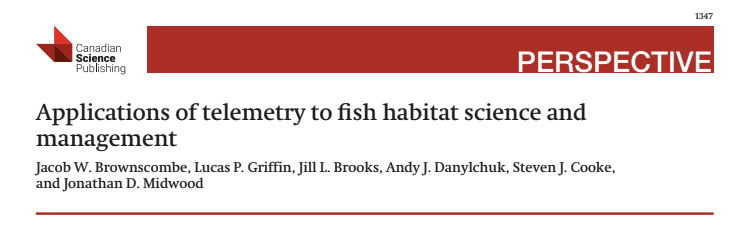 1347
Canadian
Science
Publishing
PERSPECTIVE
Applications of telemetry to fish habitat science and
management
Jacob W. Brownscombe, Lucas P. Griffin, Jill L. Brooks, Andy J. Danylchuk, Steven J. Cooke,
and Jonathan D. Midwood